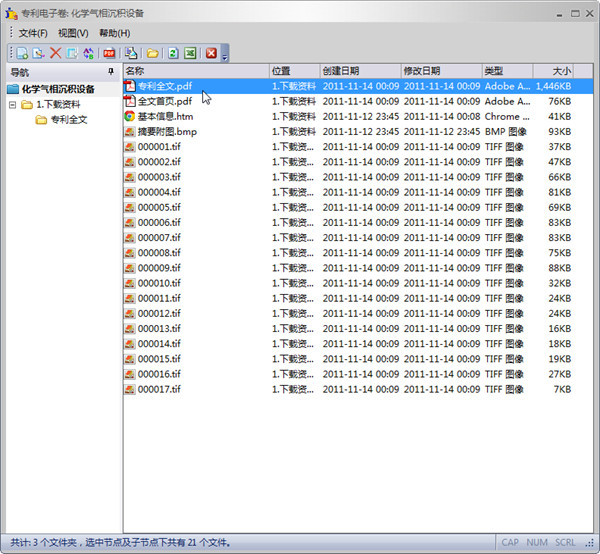 专利电子卷: 化学气相沉积设备
文件(F) 视图(V) 帮助(H)
导航
化学气相沉积设备
1.下载资料
专利全文
名称 位置 创建日期 修改日期 类型 大小
专利全文.pdf 1.下载资料 2011-11-14 00:09 2011-11-14 00:09 Adobe A... 1,446KB
全文首页.pdf 1.下载资料 2011-11-14 00:09 2011-11-14 00:09 Adobe A... 76KB
基本信息.htm 1.下载资料 2011-11-12 23:45 2011-11-14 00:08 Chrome ... 41KB
摘要附图.bmp 1.下载资料 2011-11-12 23:45 2011-11-12 23:45 BMP 图像 93KB
000001.tif 1.下载资... 2011-11-14 00:09 2011-11-14 00:09 TIFF 图像 37KB
000002.tif 1.下载资... 2011-11-14 00:09 2011-11-14 00:09 TIFF 图像 47KB
000003.tif 1.下载资... 2011-11-14 00:09 2011-11-14 00:09 TIFF 图像 66KB
000004.tif 1.下载资... 2011-11-14 00:09 2011-11-14 00:09 TIFF 图像 81KB
000005.tif 1.下载资... 2011-11-14 00:09 2011-11-14 00:09 TIFF 图像 69KB
000006.tif 1.下载资... 2011-11-14 00:09 2011-11-14 00:09 TIFF 图像 83KB
000007.tif 1.下载资... 2011-11-14 00:09 2011-11-14 00:09 TIFF 图像 83KB
000008.tif 1.下载资... 2011-11-14 00:09 2011-11-14 00:09 TIFF 图像 75KB
000009.tif 1.下载资... 2011-11-14 00:09 2011-11-14 00:09 TIFF 图像 88KB
000010.tif 1.下载资... 2011-11-14 00:09 2011-11-14 00:09 TIFF 图像 32KB
000011.tif 1.下载资... 2011-11-14 00:09 2011-11-14 00:09 TIFF 图像 24KB
000012.tif 1.下载资... 2011-11-14 00:09 2011-11-14 00:09 TIFF 图像 24KB
000013.tif 1.下载资... 2011-11-14 00:09 2011-11-14 00:09 TIFF 图像 16KB
000014.tif 1.下载资... 2011-11-14 00:09 2011-11-14 00:09 TIFF 图像 18KB
000015.tif 1.下载资... 2011-11-14 00:09 2011-11-14 00:09 TIFF 图像 19KB
000016.tif 1.下载资... 2011-11-14 00:09 2011-11-14 00:09 TIFF 图像 27KB
000017.tif 1.下载资... 2011-11-14 00:09 2011-11-14 00:09 TIFF 图像 7KB
共计: 3 个文件夹，选中节点及子节点下共有 21 个文件。 CAP NUM SCRL